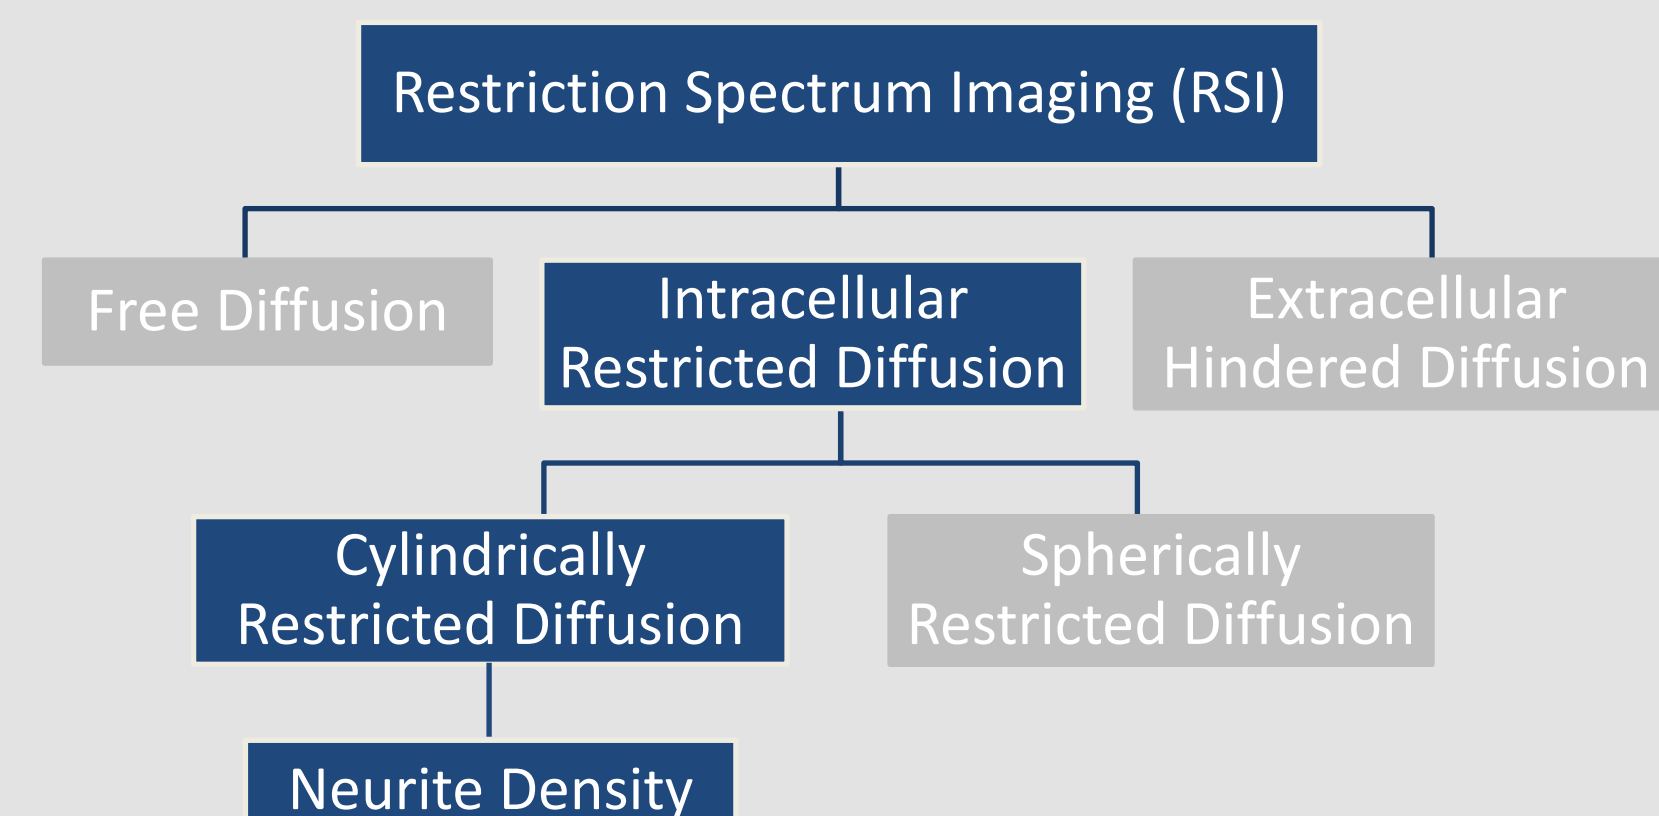 Restriction Spectrum Imaging (RSI)
Free Diffusion
Intracellular
Restricted Diffusion
Extracellular
Hindered Diffusion
Cylindrically
Restricted Diffusion
Spherically
Restricted Diffusion
Neurite Density